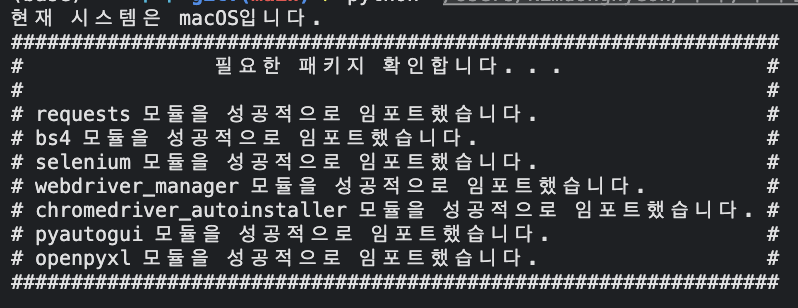 현재 시스템은 macOS입니다.
################################################################
# 필요한 패키지 확인합니다... #
# #
# requests 모듈을 성공적으로 임포트했습니다. #
# bs4 모듈을 성공적으로 임포트했습니다. #
# selenium 모듈을 성공적으로 임포트했습니다. #
# webdriver_manager 모듈을 성공적으로 임포트했습니다. #
# chromedriver_autoinstaller 모듈을 성공적으로 임포트했습니다. #
# pyautogui 모듈을 성공적으로 임포트했습니다. #
# openpyxl 모듈을 성공적으로 임포트했습니다. #
################################################################